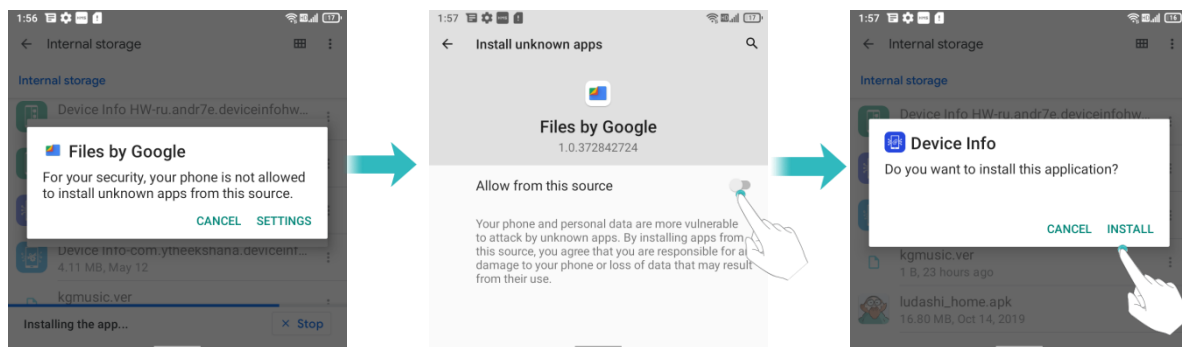 1:56
17
Internal storage
Internal storage
Device Info HW-ru.andr7e.deviceinfohw...
Files by Google
For your security, your phone is not allowed
to install unknown apps from this source.
CANCEL SETTINGS
Device Info-com.ytheekshana.deviceinf...
4.11 MB, May 12
kgmusic.ver
Installing the app...
× Stop
1:57
17
Install unknown apps
Files by Google
1.0.372842724
Allow from this source
Your phone and personal data are more vulnerable
to attack by unknown apps. By installing apps from
this source, you agree that you are responsible for
damage to your phone or loss of data that may result
from their use.
1:57
16
Internal storage
Internal storage
Device Info HW-ru.andr7e.deviceinfohw...
Device Info
Do you want to install this application?
CANCEL INSTALL
kgmusic.ver
1 B, 23 hours ago
ludashi_home.apk
16.80 MB, Oct 14, 2019